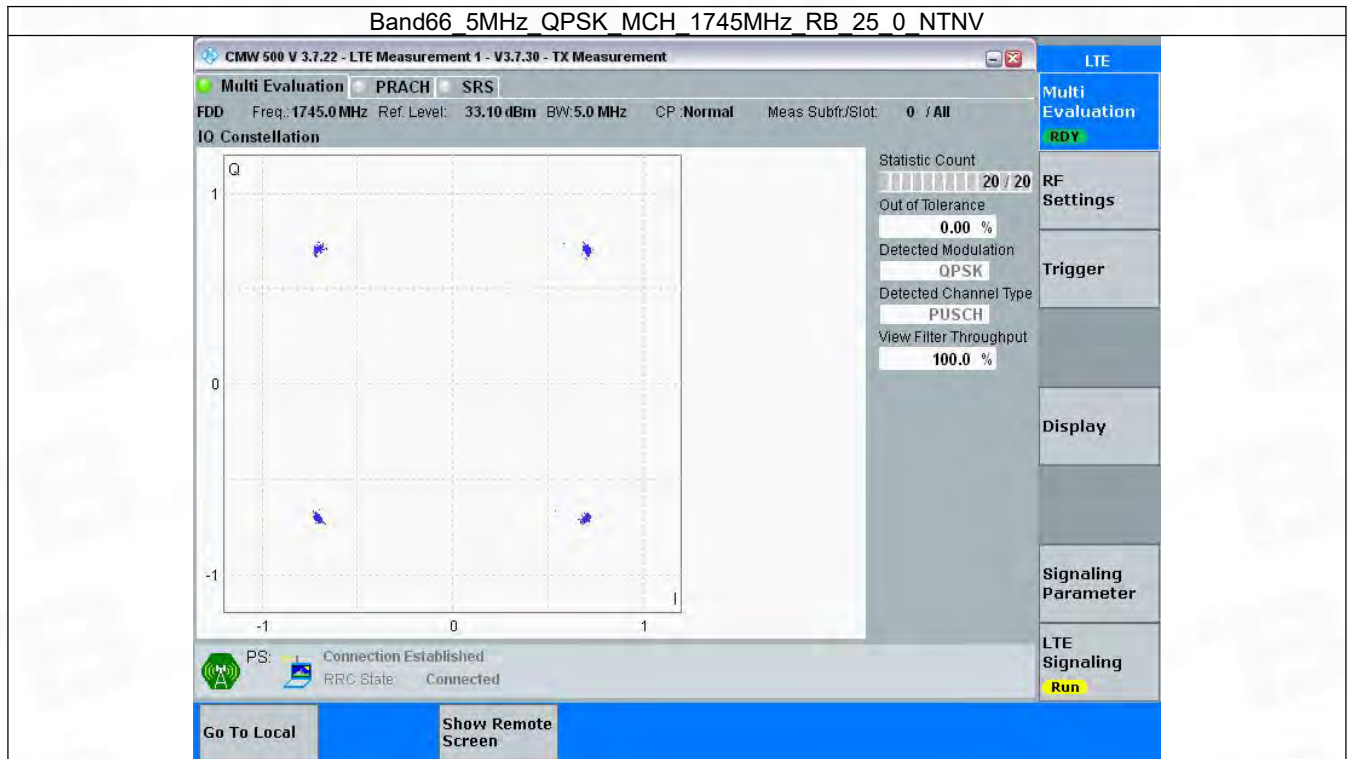 Band66_5MHz_QPSK_MCH_1745MHz_RB_25_0_NTNV
CMW 500 V 3.7.22 - LTE Measurement 1 - V3.7.30 - TX Measurement
LTE
Multi Evaluation PRACH SRS
FDD Freq.: 1745.0 MHz Ref. Level: 33.10 dBm BW: 5.0 MHz CP :Normal Meas Subfr./Slot: 0 / All
IQ Constellation
Q
1
0
-1
I
-1 0 1
Statistic Count
20 / 20
Out of Tolerance
0.00 %
Detected Modulation
QPSK
Detected Channel Type
PUSCH
View Filter Throughput
100.0 %
Multi
Evaluation
RDY
RF
Settings
Trigger
Display
Signaling
Parameter
LTE
Signaling
Run
PS: Connection Established
RRC State: Connected
Go To Local
Show Remote
Screen